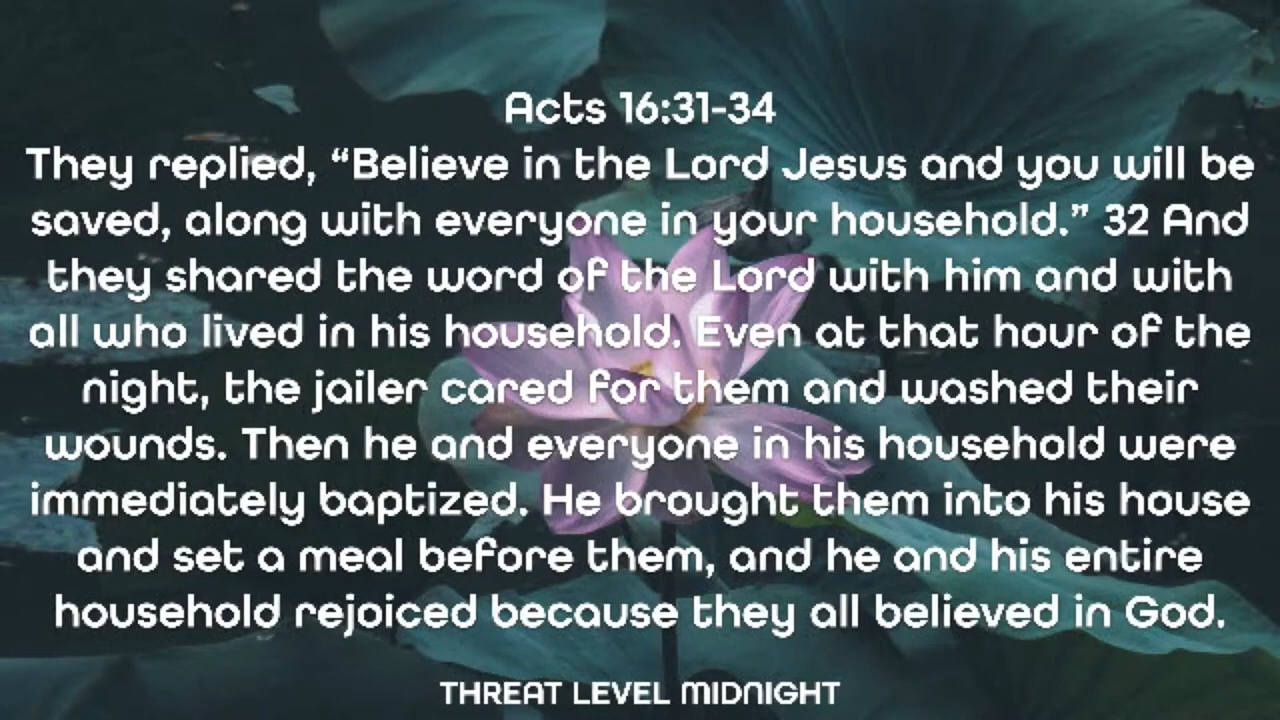 Acts 16:31-34
They replied, “Believe in the Lord Jesus and you will be
saved, along with everyone in your household.” 32 And
they shared the word of the Lord with him and with
all who lived in his household. Even at that hour of the
night, the jailer cared for them and washed their
wounds. Then he and everyone in his household were
immediately baptized. He brought them into his house
and set a meal before them, and he and his entire
household rejoiced because they all believed in God.
THREAT LEVEL MIDNIGHT